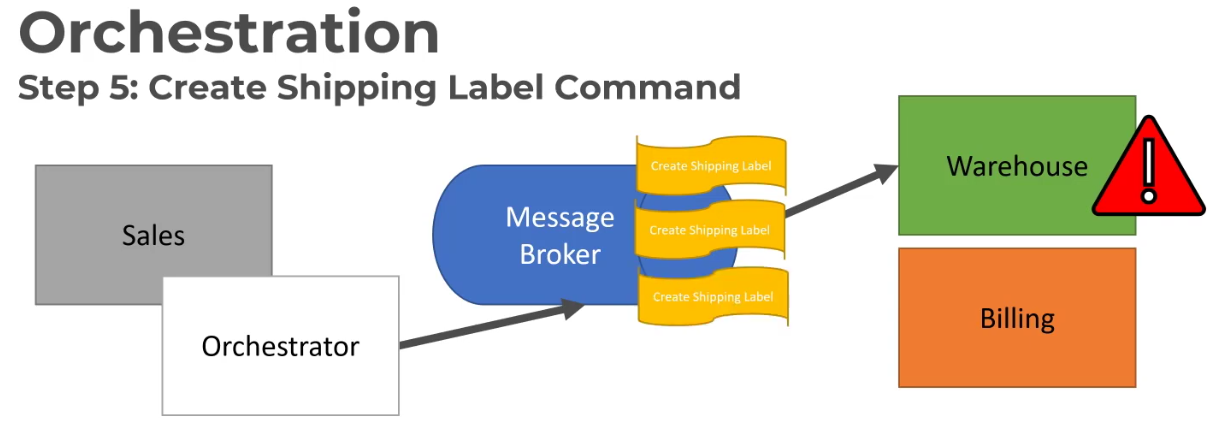 Orchestration
Step 5: Create Shipping Label Command
Sales
Orchestrator
Message
Broker
Create Shipping Label
Create Shipping Label
Create Shipping Label
Warehouse
Billing